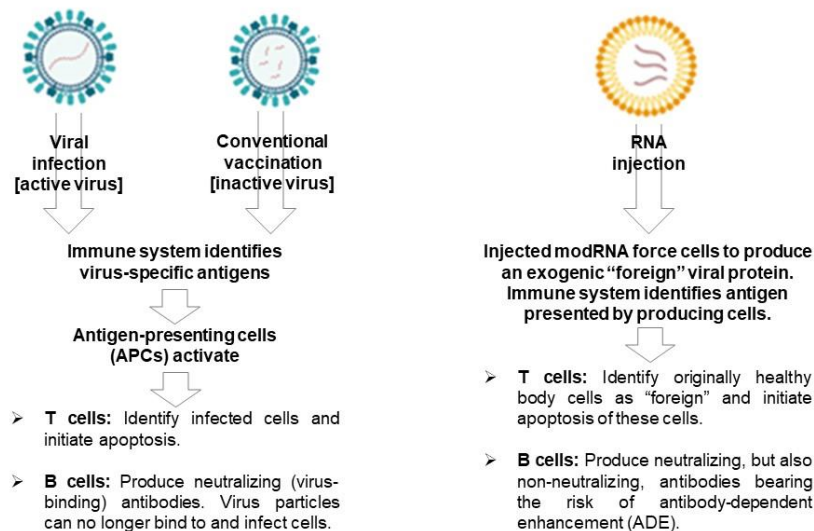 Viral
infection
[active virus]
Conventional
vaccination
[inactive virus]
Immune system identifies
virus-specific antigens
Antigen-presenting cells
(APCs) activate
➢ T cells: Identify infected cells and
initiate apoptosis.
➢ B cells: Produce neutralizing (virus-
binding) antibodies. Virus particles
can no longer bind to and infect cells.
RNA
injection
Injected modRNA force cells to produce
an exogenic “foreign” viral protein.
Immune system identifies antigen
presented by producing cells.
➢ T cells: Identify originally healthy
body cells as “foreign” and initiate
apoptosis of these cells.
➢ B cells: Produce neutralizing, but also
non-neutralizing, antibodies bearing
the risk of antibody-dependent
enhancement (ADE).